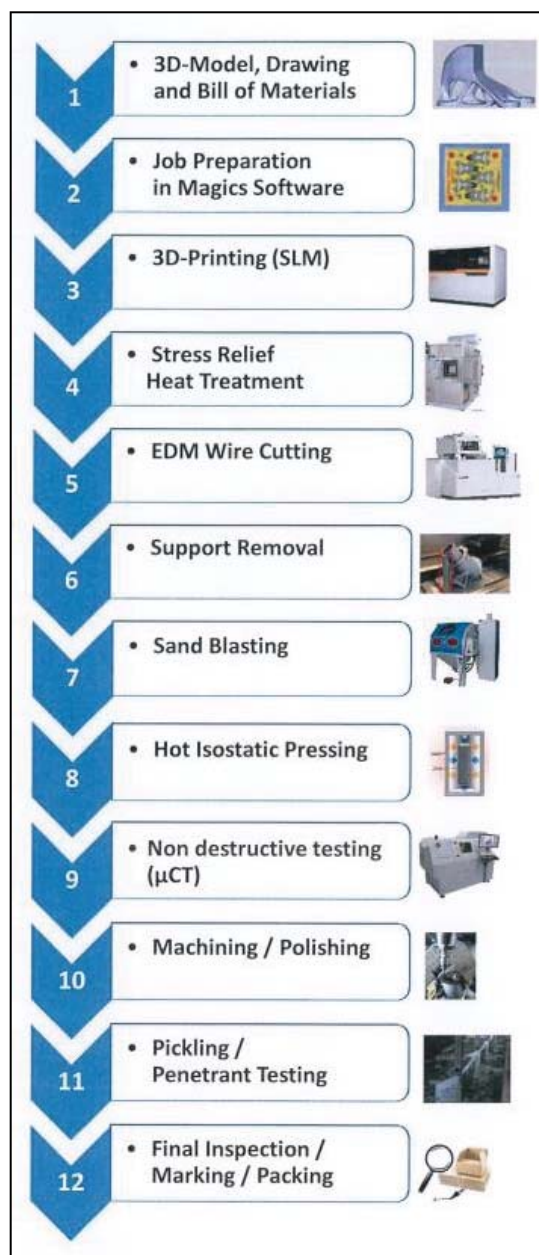 1
• 3D-Model, Drawing
and Bill of Materials
2
• Job Preparation
in Magics Software
3
• 3D-Printing (SLM)
4
• Stress Relief
Heat Treatment
5
• EDM Wire Cutting
6
• Support Removal
7
• Sand Blasting
8
• Hot Isostatic Pressing
9
• Non destructive testing
(µCT)
10
• Machining / Polishing
11
• Pickling /
Penetrant Testing
12
• Final Inspection /
Marking / Packing